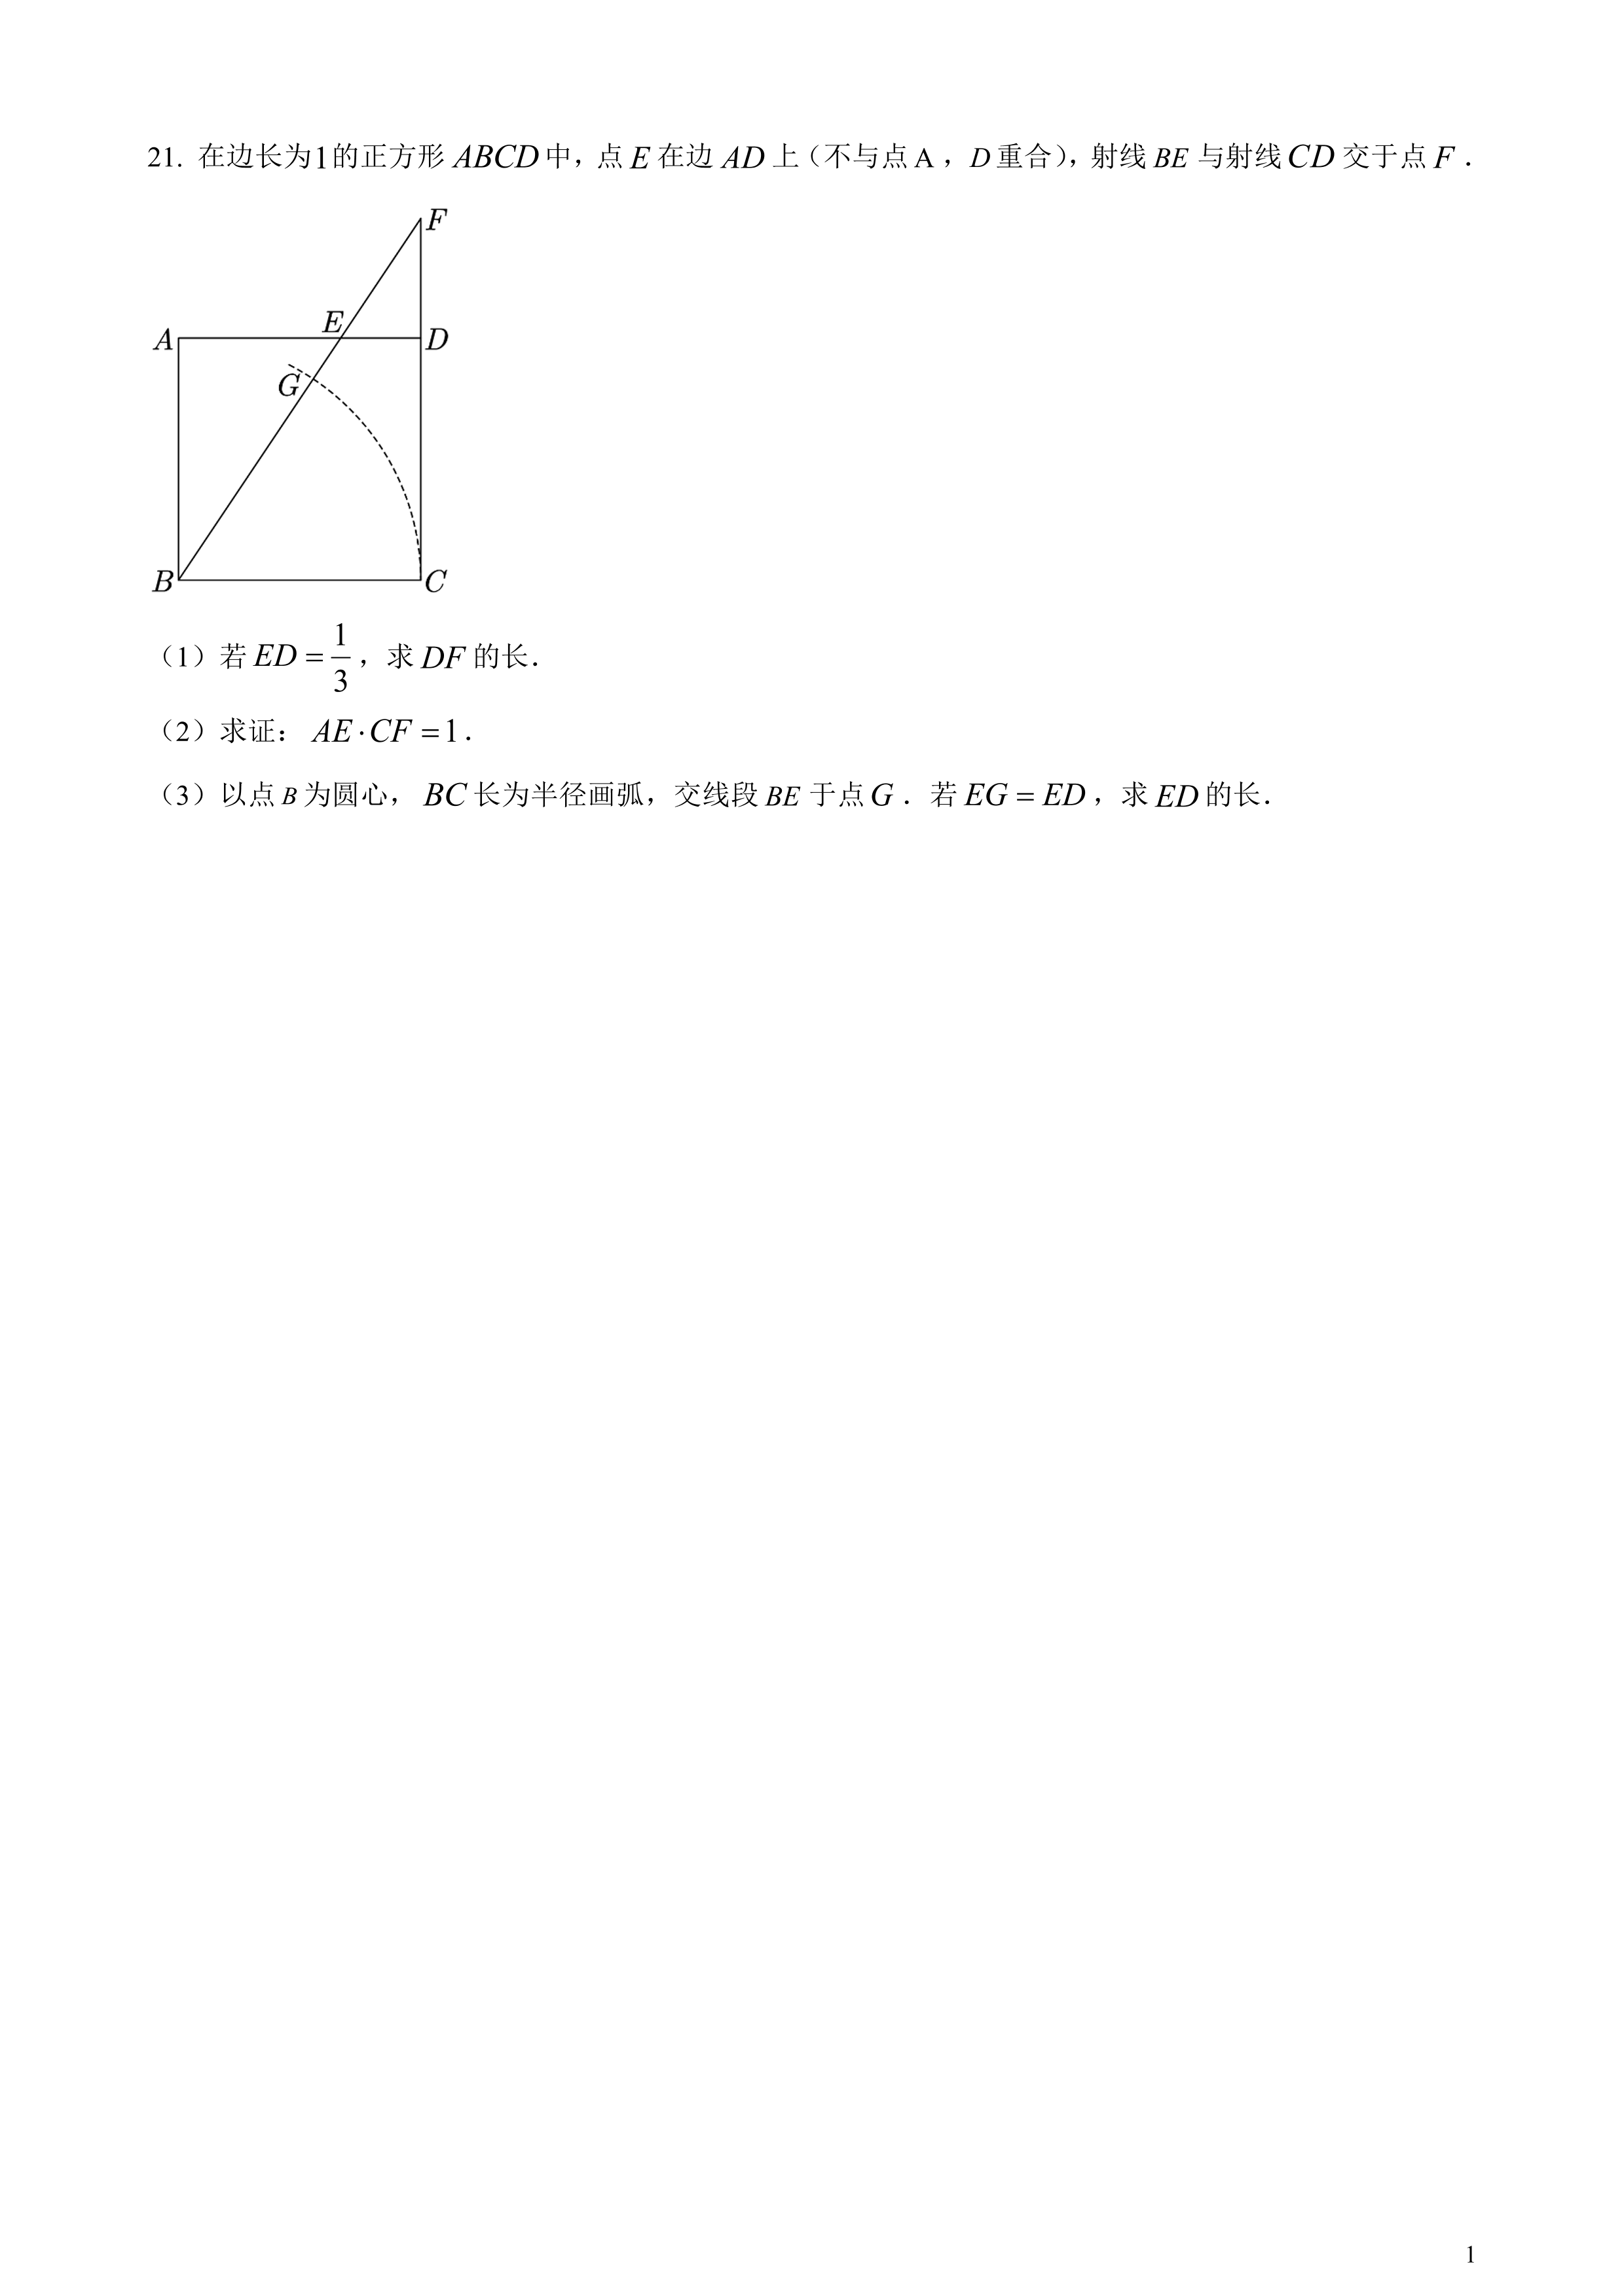 21. 在边长为1的正方形 ABCD 中，点 E 在边 AD 上（不与点 A ，D 重合），射线 BE 与射线 CD 交于点 F .
F
E
A
D
G
B
C
（1）若 ED = 1/3 ，求 DF 的长．
（2）求证： AE · CF = 1 .
（3）以点 B 为圆心， BC 长为半径画弧，交线段 BE 于点 G ．若 EG = ED ，求 ED 的长．
1